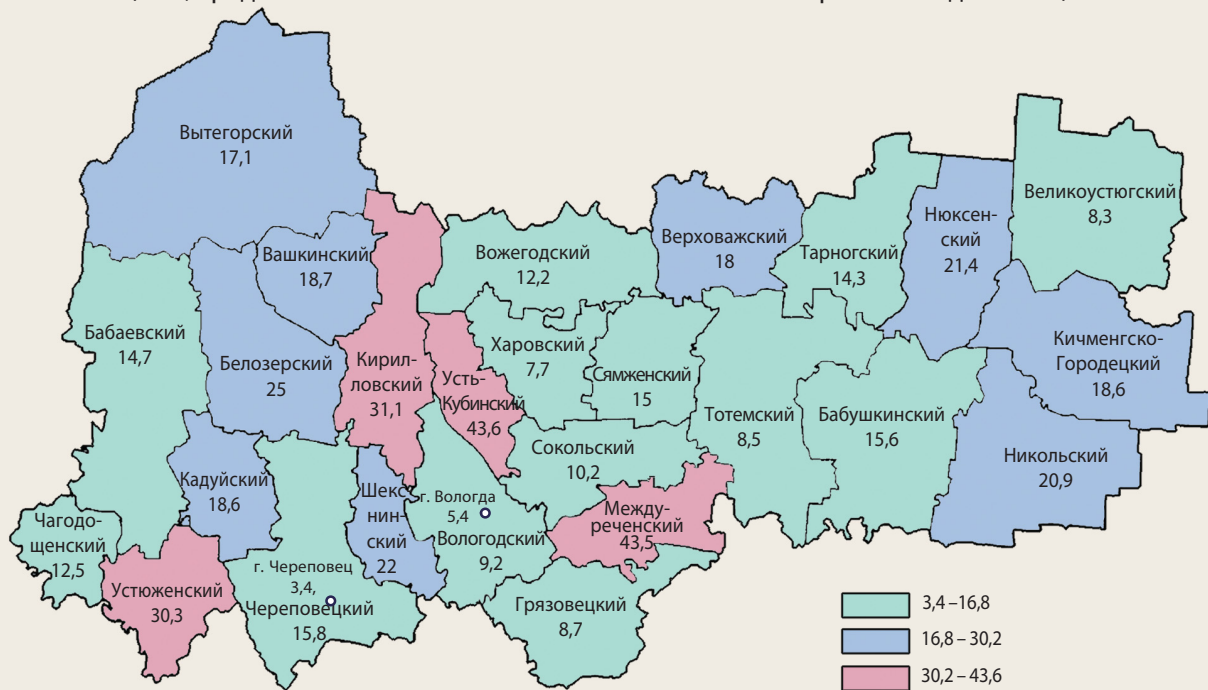 Вытегорский
17,1
Вашкинский
18,7
Бабаевский
14,7
Белозерский
25
Кирил-
ловский
31,1
Вожегодский
12,2
Верховажский
18
Тарногский
14,3
Нюксен-
ский
21,4
Великоустюгский
8,3
Кичменгско-
Городецкий
18,6
Усть-
Кубинский
43,6
Харовский
7,7
Сямженский
15
Тотемский
8,5
Бабушкинский
15,6
Никольский
20,9
Кадуйский
18,6
Шекс
нин-
ский
22
Сокольский
10,2
г. Вологда
5,4
Вологодский
9,2
Между-
реченский
43,5
Чагодо-
щенский
12,5
Устюженский
30,3
г. Череповец
3,4,
Череповецкий
15,8
Грязовецкий
8,7
3,4–16,8
16,8–30,2
30,2–43,6